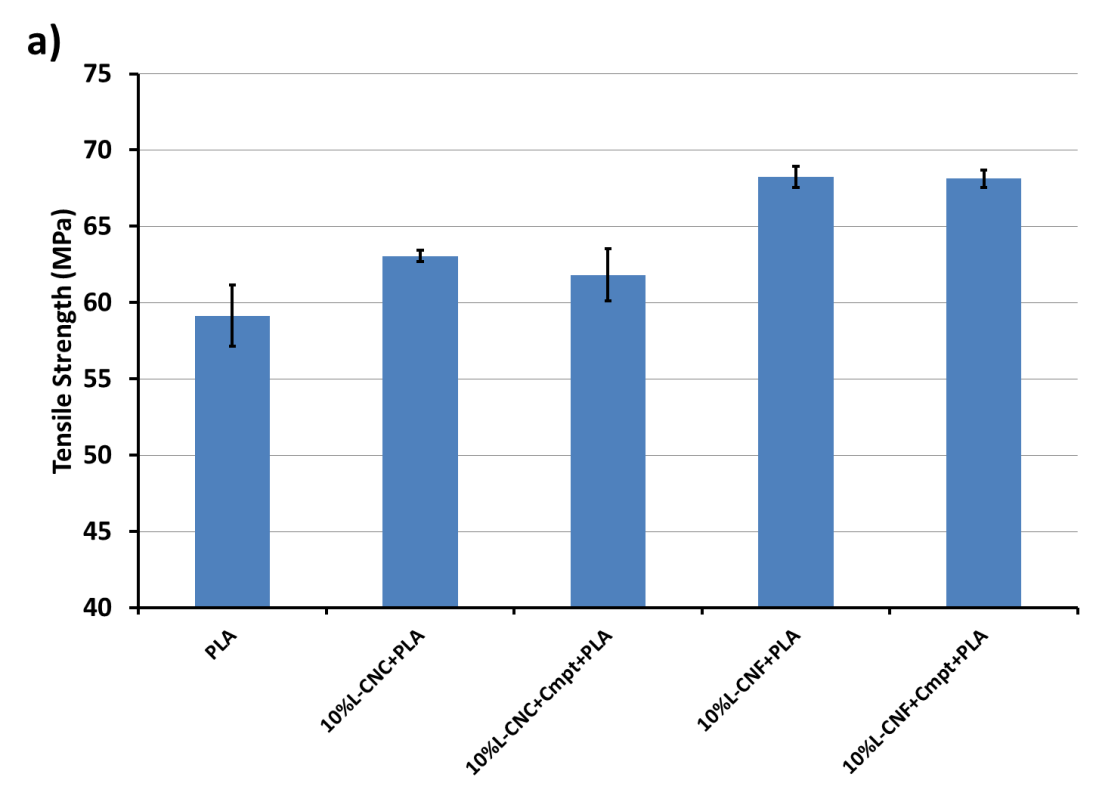 a)
Tensile Strength (MPa)
75
70
65
60
55
50
45
40
PLA
10%L-CNC+PLA
10%L-CNC+Cmpt+PLA
10%L-CNF+PLA
10%L-CNF+Cmpt+PLA